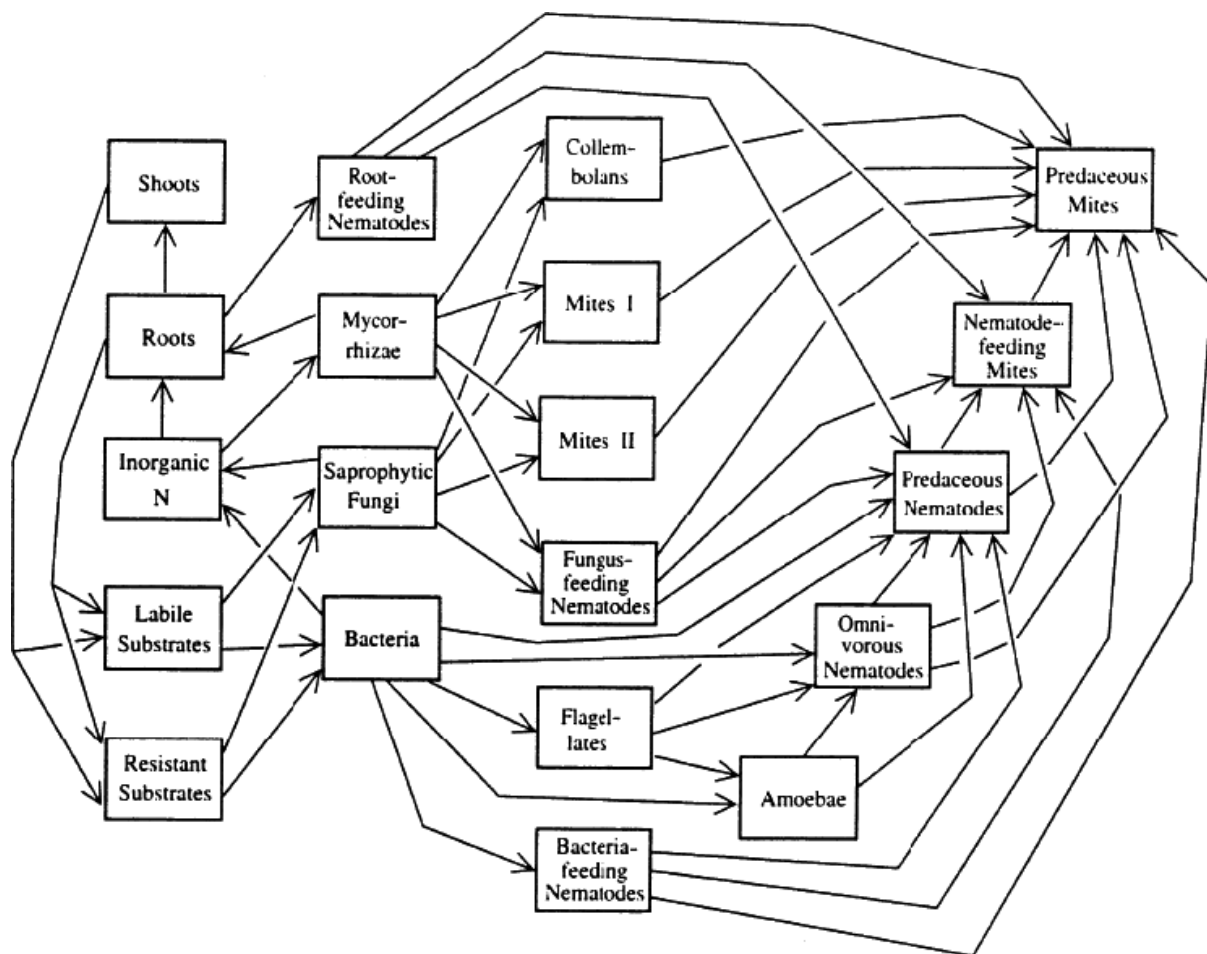 Shoots
Roots
Inorganic
N
Labile
Substrates
Resistant
Substrates
Root-
feeding
Nematodes
Mycor-
rhizae
Saprophytic
Fungi
Bacteria
Collem-
bolans
Mites I
Mites II
Fungus-
feeding
Nematodes
Flagel-
lates
Bacteria-
feeding
Nematodes
Amoebae
Omni-
vorous
Nematodes
Predaceous
Nematodes
Nematode-
feeding
Mites
Predaceous
Mites